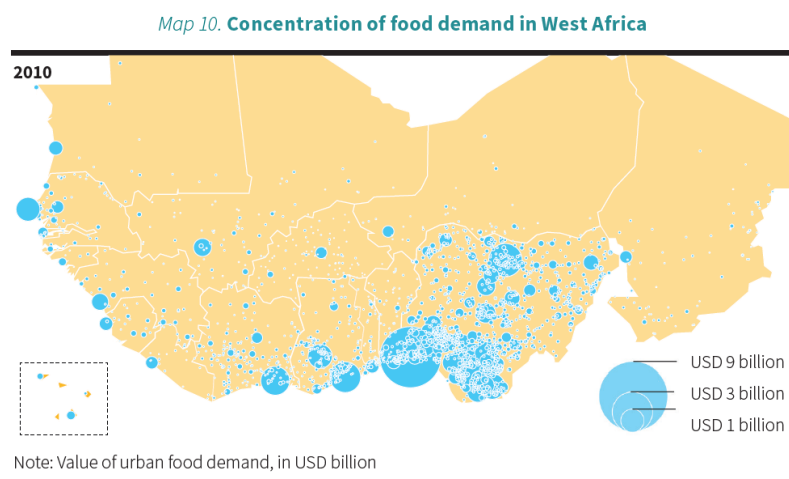 Map 10. Concentration of food demand in West Africa
2010
USD 9 billion
USD 3 billion
USD 1 billion
Note: Value of urban food demand, in USD billion